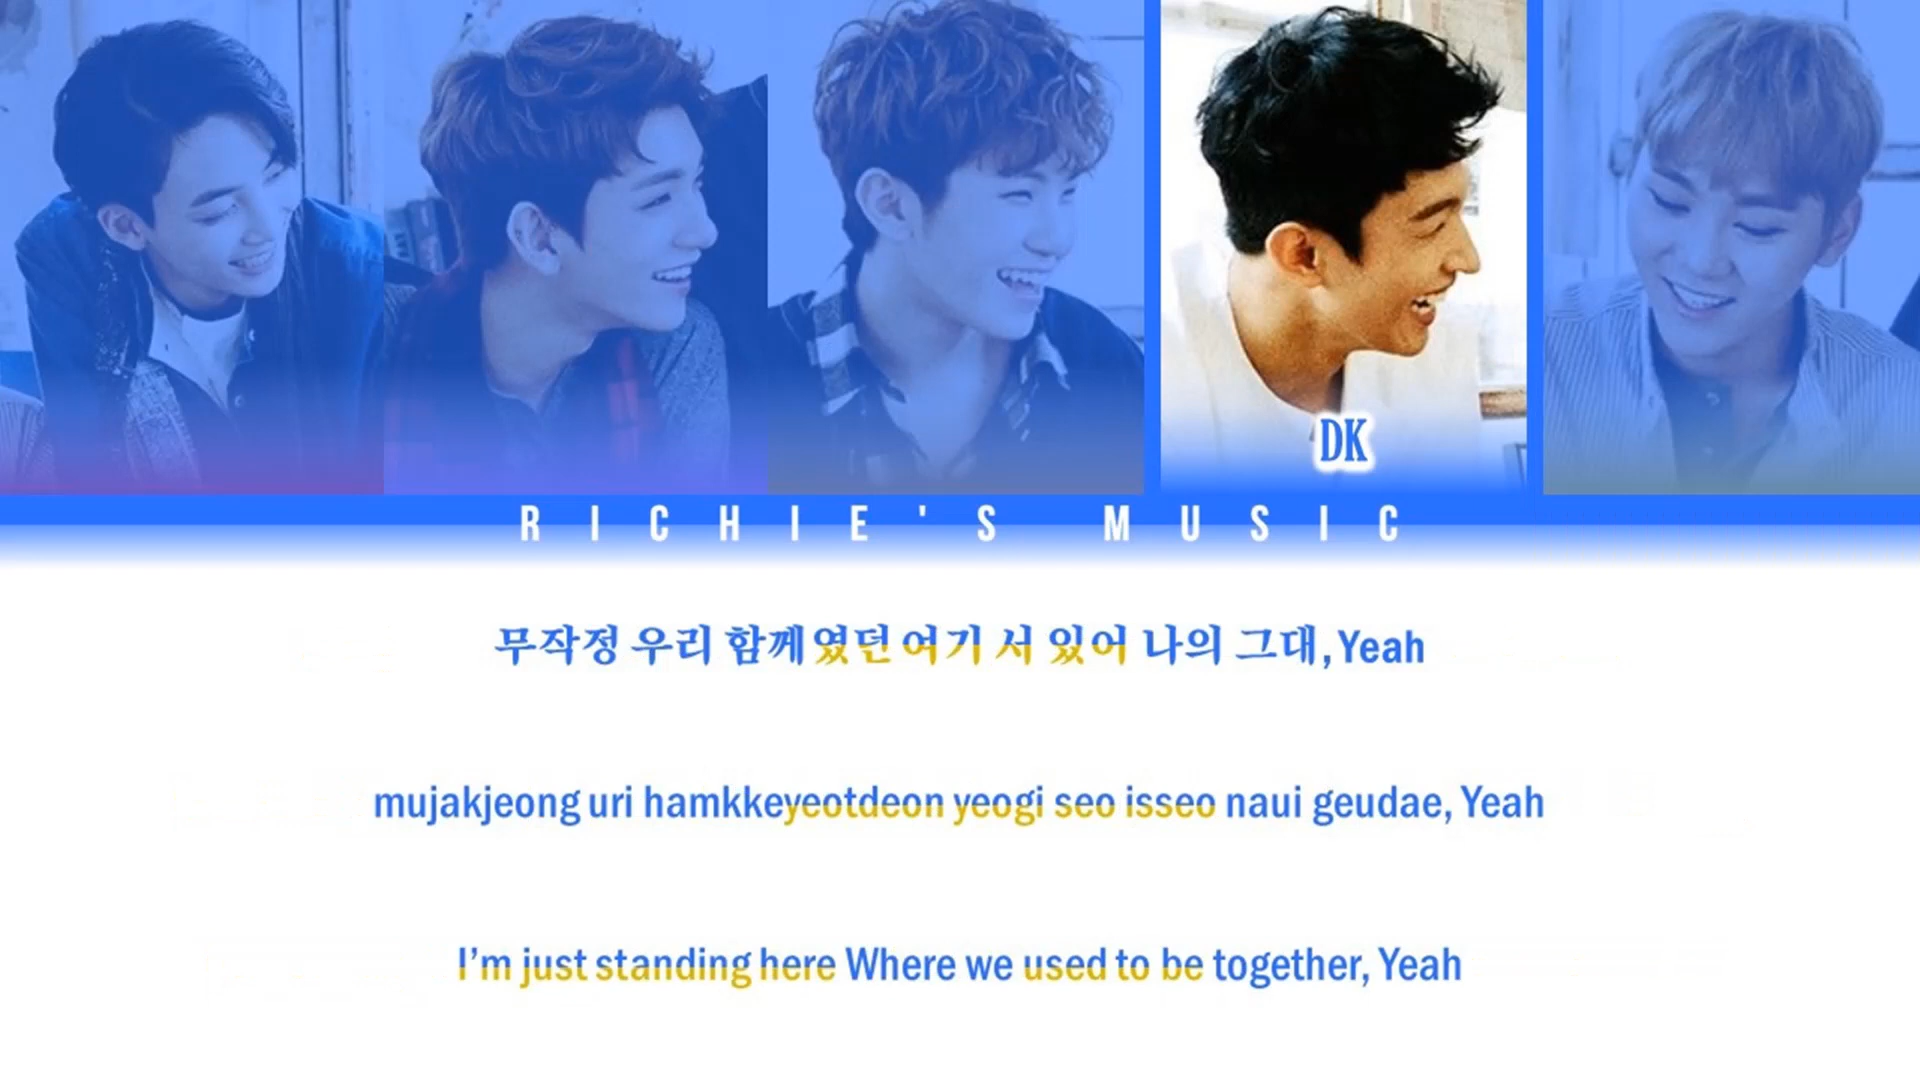 DK
RICHIE'S MUSIC
무작정 우리 함께였던 여기 서 있어 나의 그대, Yeah
mujakjeong uri hamkkeyeotdeon yeogi seo isseo naui geudae, Yeah
I'm just standing here Where we used to be together, Yeah